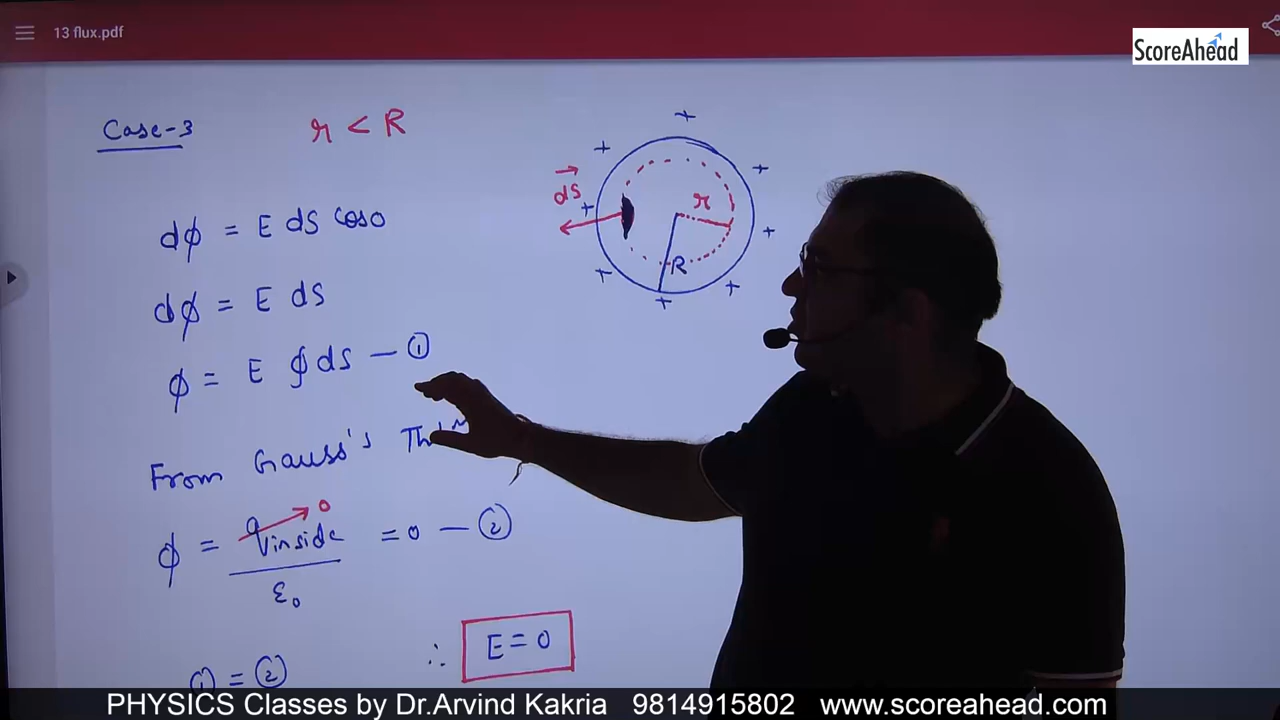 13 flux.pdf
ScoreAhead
Case-3
r < R
dϕ = E dS cos0
dϕ = E dS
ϕ = E ∮ dS — ①
From Gauss's
ϕ = qinside/ε₀ = 0 — ②
0
① = ②
∴ E = 0
dS
r
R
+ + + + + + + + +
PHYSICS Classes by Dr.Arvind Kakria 9814915802 www.scoreahead.com